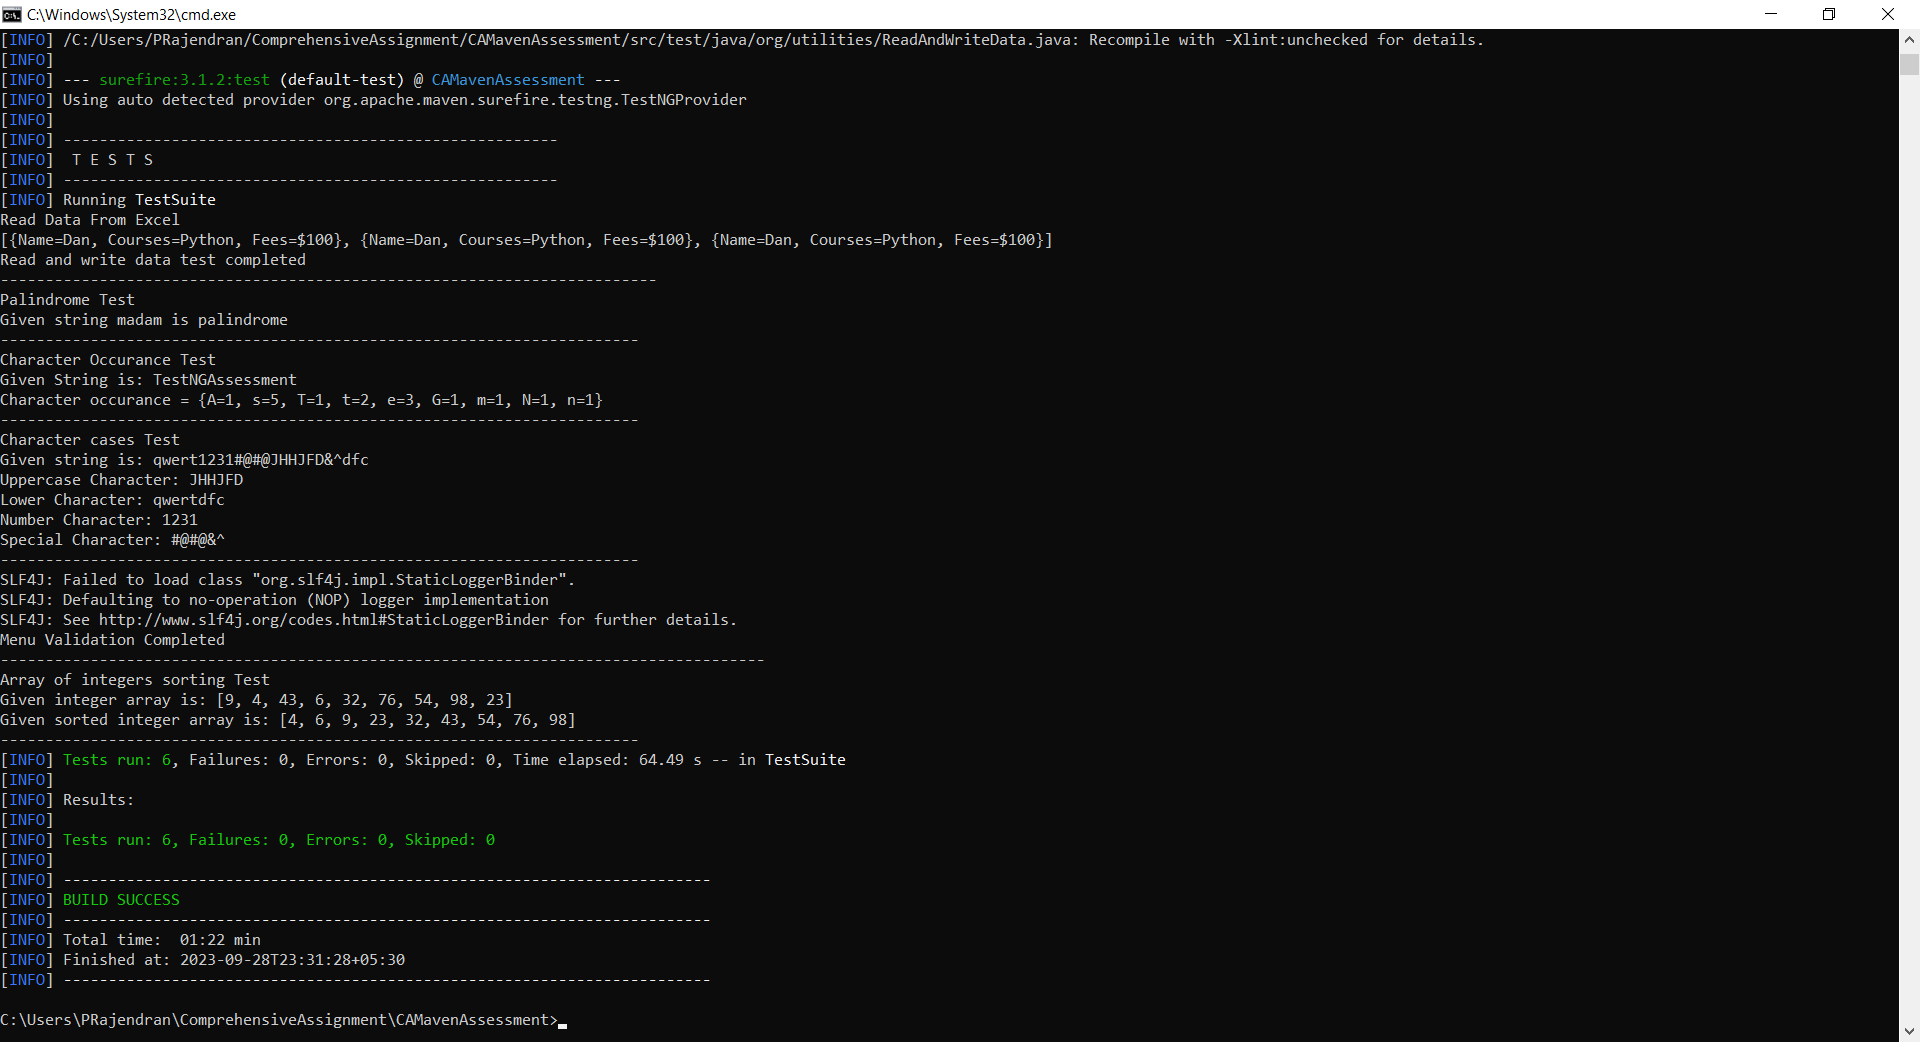 C:\Windows\System32\cmd.exe
[INFO] /C:/Users/PRajendran/ComprehensiveAssignment/CAMavenAssessment/src/test/java/org/utilities/ReadAndWriteData.java: Recompile with -Xlint:unchecked for details.
[INFO]
[INFO] --- surefire:3.1.2:test (default-test) @ CAMavenAssessment ---
[INFO] Using auto detected provider org.apache.maven.surefire.testng.TestNGProvider
[INFO]
[INFO] -------------------------------------------------------
[INFO]  T E S T S
[INFO] -------------------------------------------------------
[INFO] Running TestSuite
Read Data From Excel
[{Name=Dan, Courses=Python, Fees=$100}, {Name=Dan, Courses=Python, Fees=$100}, {Name=Dan, Courses=Python, Fees=$100}]
Read and write data test completed
-------------------------------------------------------------------------
Palindrome Test
Given string madam is palindrome
-----------------------------------------------------------------------
Character Occurance Test
Given String is: TestNGAssessment
Character occurance = {A=1, s=5, T=1, t=2, e=3, G=1, m=1, N=1, n=1}
-----------------------------------------------------------------------
Character cases Test
Given string is: qwert1231#@#@JHHJFD&^dfc
Uppercase Character: JHHJFD
Lower Character: qwertdfc
Number Character: 1231
Special Character: #@#@&^
-----------------------------------------------------------------------
SLF4J: Failed to load class "org.slf4j.impl.StaticLoggerBinder".
SLF4J: Defaulting to no-operation (NOP) logger implementation
SLF4J: See http://www.slf4j.org/codes.html#StaticLoggerBinder for further details.
Menu Validation Completed
-------------------------------------------------------------------------------------
Array of integers sorting Test
Given integer array is: [9, 4, 43, 6, 32, 76, 54, 98, 23]
Given sorted integer array is: [4, 6, 9, 23, 32, 43, 54, 76, 98]
-----------------------------------------------------------------------
[INFO] Tests run: 6, Failures: 0, Errors: 0, Skipped: 0, Time elapsed: 64.49 s -- in TestSuite
[INFO]
[INFO] Results:
[INFO]
[INFO] Tests run: 6, Failures: 0, Errors: 0, Skipped: 0
[INFO]
[INFO] ------------------------------------------------------------------------
[INFO] BUILD SUCCESS
[INFO] ------------------------------------------------------------------------
[INFO] Total time:  01:22 min
[INFO] Finished at: 2023-09-28T23:31:28+05:30
[INFO] ------------------------------------------------------------------------
C:\Users\PRajendran\ComprehensiveAssignment\CAMavenAssessment>